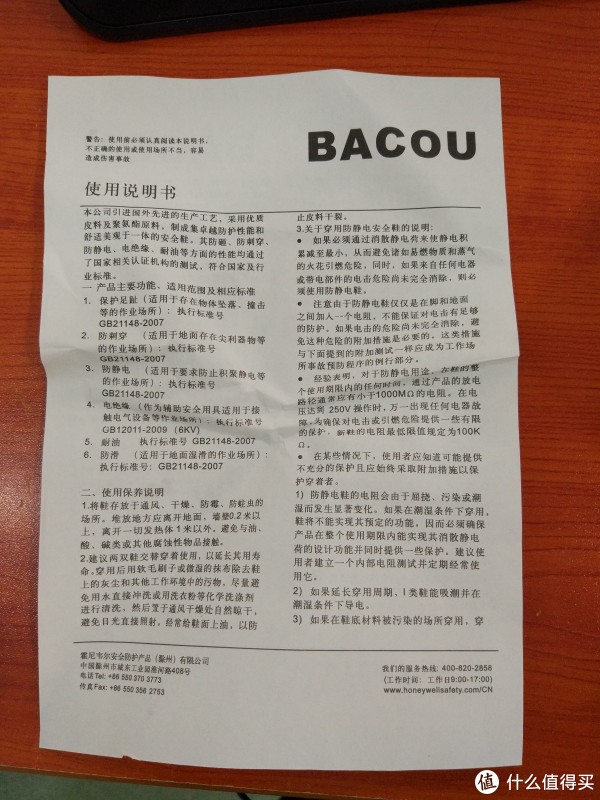 警告：使用前必须认真阅读本说明书，
不正确的使用或使用场所不当，容易
造成伤害事故
BACOU
使用说明书
本公司引进国外先进的生产工艺，采用优质
皮料及聚氨酯原料，制成集卓越防护性能和
舒适美观于一体的安全鞋。其防砸、防刺穿、
防静电、电绝缘、耐油等方面的性能均通过
了国家相关认证机构的测试，符合国家及行
业标准。
一 产品主要功能、适用范围及相应标准
1. 保护足趾（适用于存在物体坠落、撞击
等的作业场所）：执行标准号
GB21148-2007
2. 防刺穿 （适用于地面存在尖利器物等
的作业场所）：执行标准号
GB21148-2007
3. 防静电 （适用于要求防止积聚静电等
的作业场所）：执行标准号
GB21148-2007
4. 电绝缘（作为辅助安全用具适用于接
触电气设备等作业场所）：执行标准号
GB12011-2009 (6KV)
5. 耐油 执行标准号 GB21148-2007
6. 防滑 （适用于地面湿滑的作业场所）：
执行标准号：GB21148-2007
二、使用保养说明
1.将鞋存放于通风、干燥、防霉、防蛀虫的
场所。堆放地方应离开地面，墙壁0.2 米以
上，离开一切发热体 1 米以外。避免与油、
酸、碱类或其他腐蚀性物品接触。
2.建议两双鞋交替穿着使用，以延长其用寿
命。穿用后用软毛刷子或微湿的抹布除去鞋
上的灰尘和其他工作环境中的污物，尽量避
免用水直接冲洗或用洗衣粉等化学洗涤剂
进行清洗，然后置于通风干燥处自然晾干，
避免日光直接照射，经常给鞋面上油，以防
止皮料干裂。
3.关于穿用防静电安全鞋的说明：
● 如果必须通过消散静电荷来使静电积
累减至最小，从而避免诸如易燃物质和蒸气
的火花引燃危险，同时，如果来自任何电器
或带电部件的电击危险尚未完全消除，则必
须使用防静电鞋。
● 注意由于防静电鞋仅仅是在脚和地面
之间加入一个电阻，不能保证对电击有足够
的防护。如果电击的危险尚未完全消除，避
免这种危险的附加措施是必要的。这类措施
与下面提到的附加测试一样应成为工作场
所事故预防程序的例行部分。
● 经验表明，对于防静电用途，在鞋的整
个使用期限内的任何时间，通过产品的放电
路径通常应有小于1000MΩ的电阻。在电
压达到 250V 操作时，万一出现任何电器故
障，为确保对电击或引燃危险提供一些有限
的保护，新鞋的电阻最低限值规定为100K
Ω。
● 在某些情况下，使用者应知道可能提供
不充分的保护且应始终采取附加措施以保
护穿着者。
1） 防静电鞋的电阻会由于屈挠、污染或潮
湿而发生显著变化。如果在潮湿条件下穿用，
鞋将不能实现其预定的功能。因而必须确保
产品在整个使用期限内能实现其消散静电
荷的设计功能并同时提供一些保护。建议使
用者建立一个内部电阻测试并定期经常使
用它。
2） 如果延长穿用周期，I 类鞋能吸潮并在
潮湿条件下导电。
3） 如果在鞋底材料被污染的场所穿用，穿
霍尼韦尔安全防护产品（滁州）有限公司
中国滁州市城东工业园淮河路408号
电话Tel: +86 550 370 3773
传真Fax: +86 550 356 2753
我们的服务热线: 400-820-2858
(工作时间: 工作日9:00-17:00)
www.honeywellsafety.com/CN
值 什么值得买